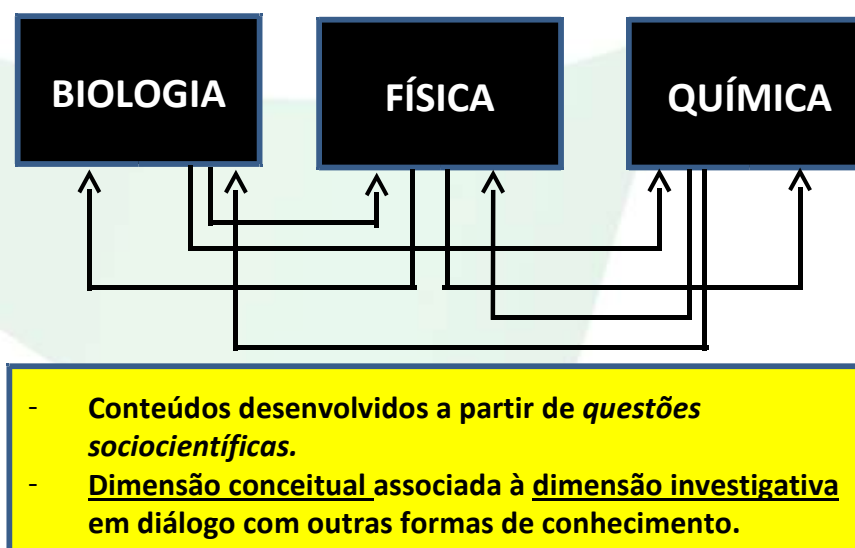 BIOLOGIA
FÍSICA
QUÍMICA
- Conteúdos desenvolvidos a partir de questões
sociocientíficas.
- Dimensão conceitual associada à dimensão investigativa
em diálogo com outras formas de conhecimento.